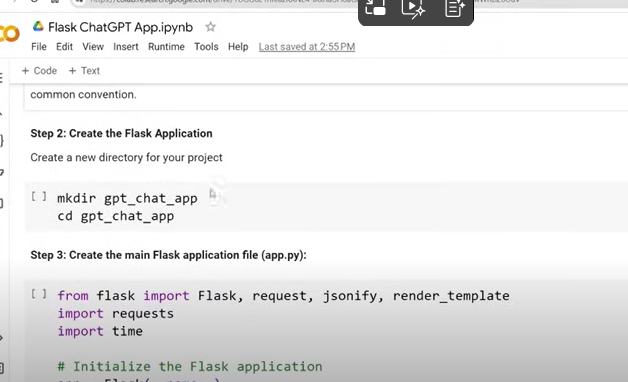 Flask ChatGPT App.ipynb
File Edit View Insert Runtime Tools Help Last saved at 2:55 PM
+ Code + Text
common convention.
Step 2: Create the Flask Application
Create a new directory for your project
[ ] mkdir gpt_chat_app
cd gpt_chat_app
Step 3: Create the main Flask application file (app.py):
[ ] from flask import Flask, request, jsonify, render_template
import requests
import time
# Initialize the Flask application